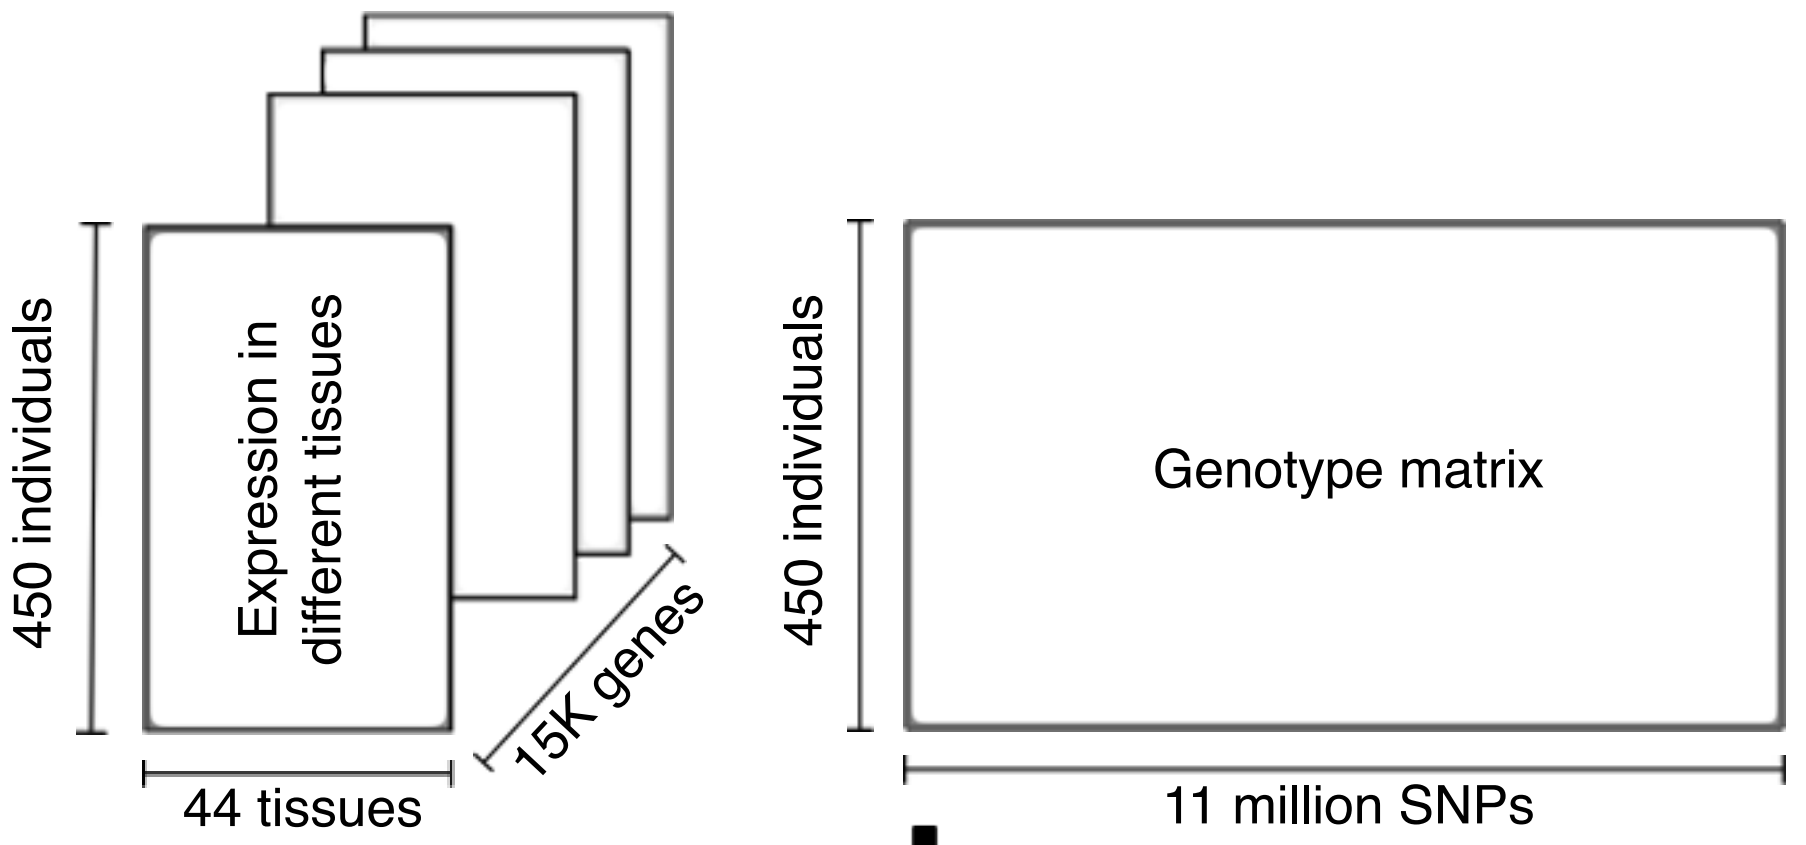 450 individuals
Expression in
different tissues
44 tissues
15K genes
450 individuals
Genotype matrix
11 million SNPs